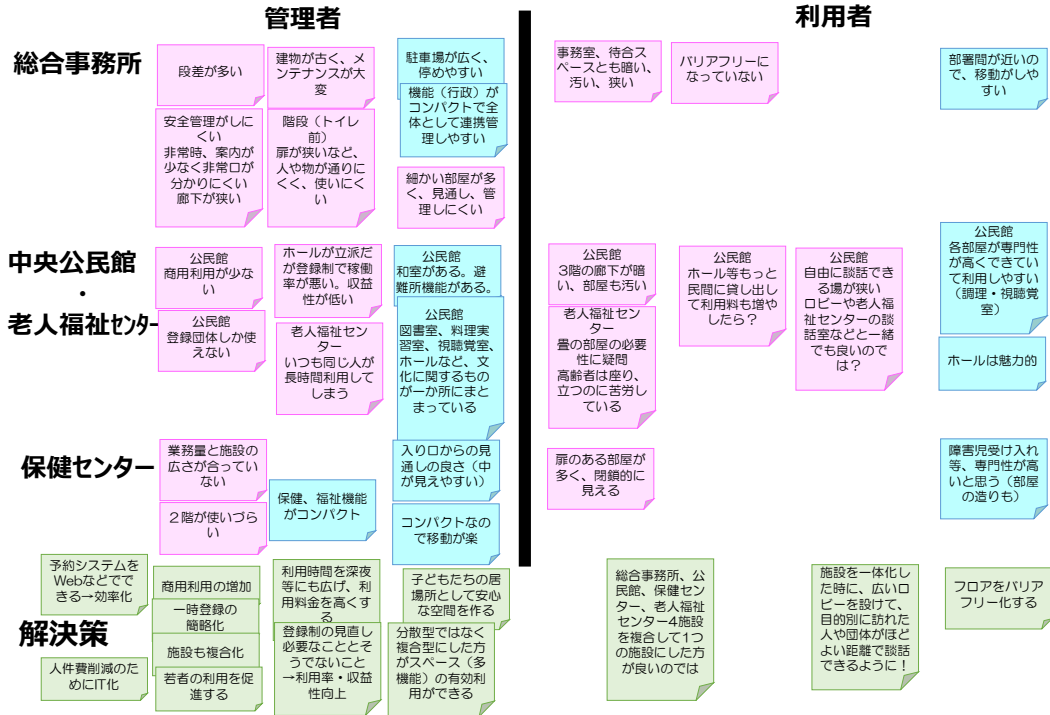 管理者
利用者
総合事務所
段差が多い
建物が古く、メ
ンテナンスが大
変
駐車場が広く、
停めやすい
機能（行政）が
コンパクトで全
体として連携管
理しやすい
安全管理がしに
くい
非常時、案内が
少なく非常口が
分かりにくい
廊下が狭い
階段（トイレ
前）
扉が狭いなど、
人や物が通りに
くく、使いにく
い
細かい部屋が多
く、見通し、管
理しにくい
事務室、待合ス
ペースとも暗い、
汚い、狭い
バリアフリーに
なっていない
部署間が近いの
で、移動がしや
すい
中央公民館
・
老人福祉センター
公民館
商用利用が少な
い
ホールが立派だ
が登録制で稼働
率が悪い。収益
性が低い
公民館
和室がある。避
難所機能がある。
公民館
登録団体しか使
えない
老人福祉セン
ター
いつも同じ人が
長時間利用して
しまう
公民館
図書室、料理実
習室、視聴覚室、
ホールなど、文
化に関するもの
が一か所にまと
まっている
公民館
３階の廊下が暗
い、部屋も汚い
老人福祉セン
ター
畳の部屋の必要
性に疑問
高齢者は座り、
立つのに苦労し
ている
公民館
ホール等もっと
民間に貸し出し
て利用料も増や
したら？
公民館
自由に談話でき
る場が狭い
ロビーや老人福
祉センターの談
話室などと一緒
でも良いので
は？
公民館
各部屋が専門性
が高くできてい
て利用しやすい
（調理・視聴覚
室）
ホールは魅力的
保健センター
業務量と施設の
広さが合ってい
ない
２階が使いづら
い
保健、福祉機能
がコンパクト
入り口からの見
通しの良さ（中
が見えやすい）
コンパクトなの
で移動が楽
扉のある部屋が
多く、閉鎖的に
見える
障害児受け入れ
等、専門性が高
いと思う（部屋
の造りも）
解決策
予約システムを
Webなどでで
きる→効率化
商用利用の増加
一時登録の
簡略化
施設も複合化
若者の利用を促
進する
人件費削減のた
めにIT化
利用時間を深夜
等にも広げ、利
用料金を高くす
る
登録制の見直し
必要なこととそ
うでないこと
→利用率・収益
性向上
子どもたちの居
場所として安心
な空間を作る
分散型ではなく
複合型にした方
がスペース（多
機能）の有効利
用ができる
総合事務所、公
民館、保健セン
ター、老人福祉
センター4施設
を複合して1つ
の施設にした方
が良いのでは
施設を一体化し
た時に、広いロ
ビーを設けて、
目的別に訪れた
人や団体がほど
よい距離で談話
できるように！
フロアをバリア
フリー化する